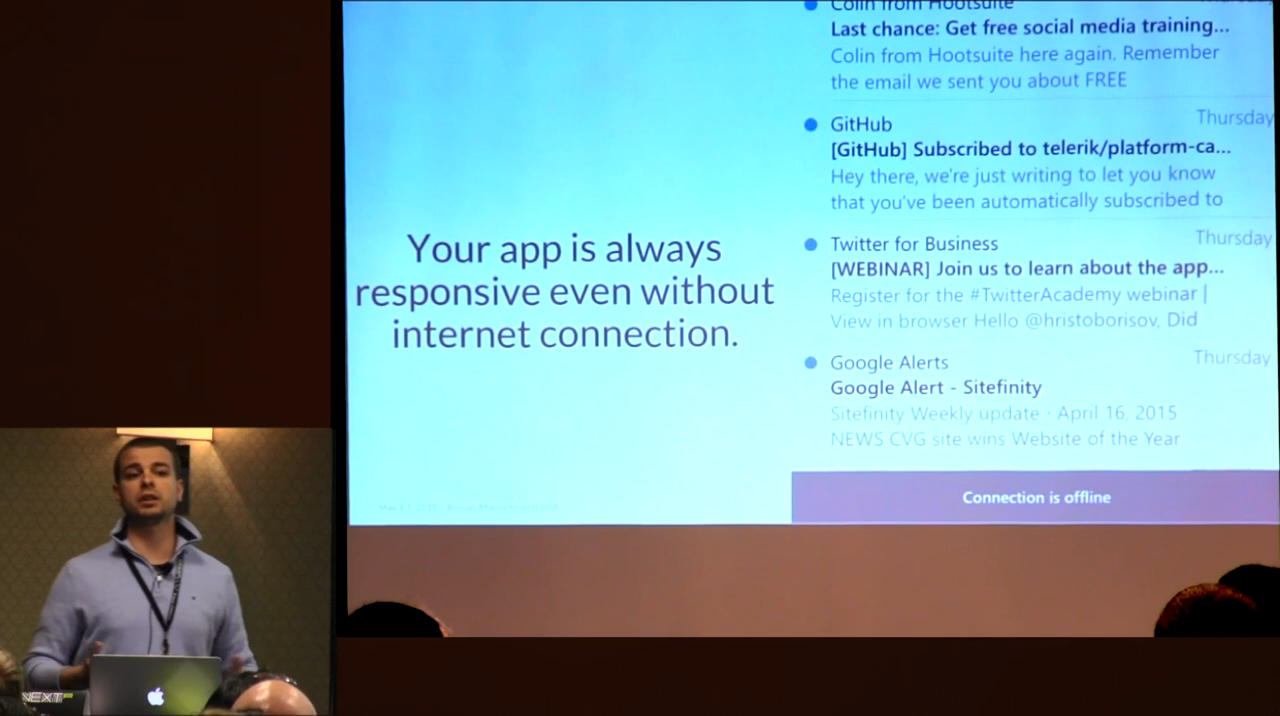 Your app is always
responsive even without
internet connection.
Colin from Hootsuite
Last chance: Get free social media training...
Colin from Hootsuite here again. Remember
the email we sent you about FREE
GitHub
Thursday
[GitHub] Subscribed to telerik/platform-ca...
Hey there, we're just writing to let you know
that you've been automatically subscribed to
Twitter for Business
Thursday
[WEBINAR] Join us to learn about the app...
Register for the #TwitterAcademy webinar |
View in browser Hello @hristoborisov, Did
Google Alerts
Thursday
Google Alert - Sitefinity
Sitefinity Weekly update · April 16, 2015
NEWS CVG site wins Website of the Year
Connection is offline
NEXT